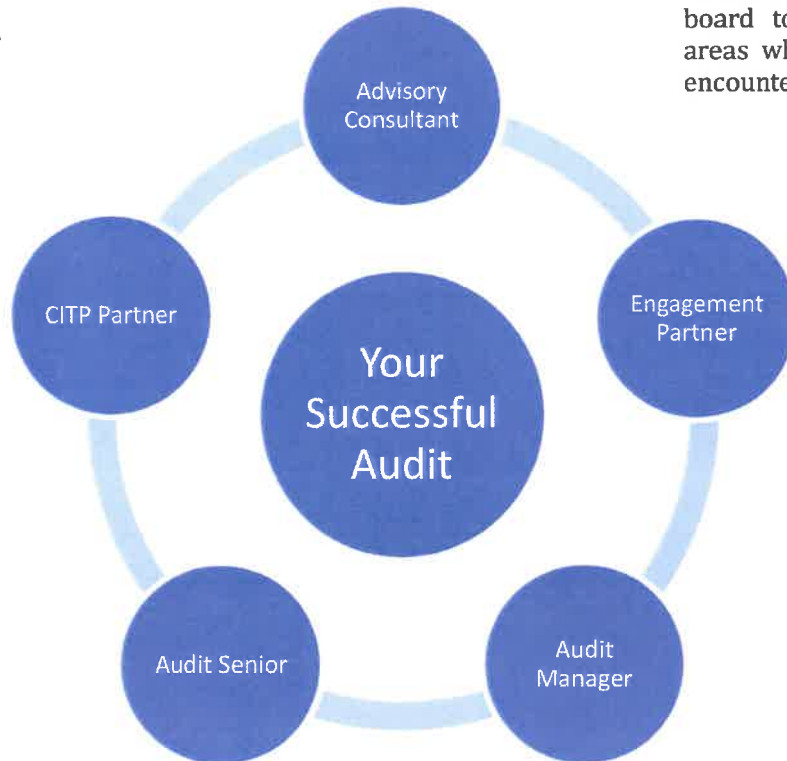 board to
areas wh
encounte
Advisory
Consultant
CITP Partner
Engagement
Partner
Your
Successful
Audit
Audit Senior
Audit
Manager